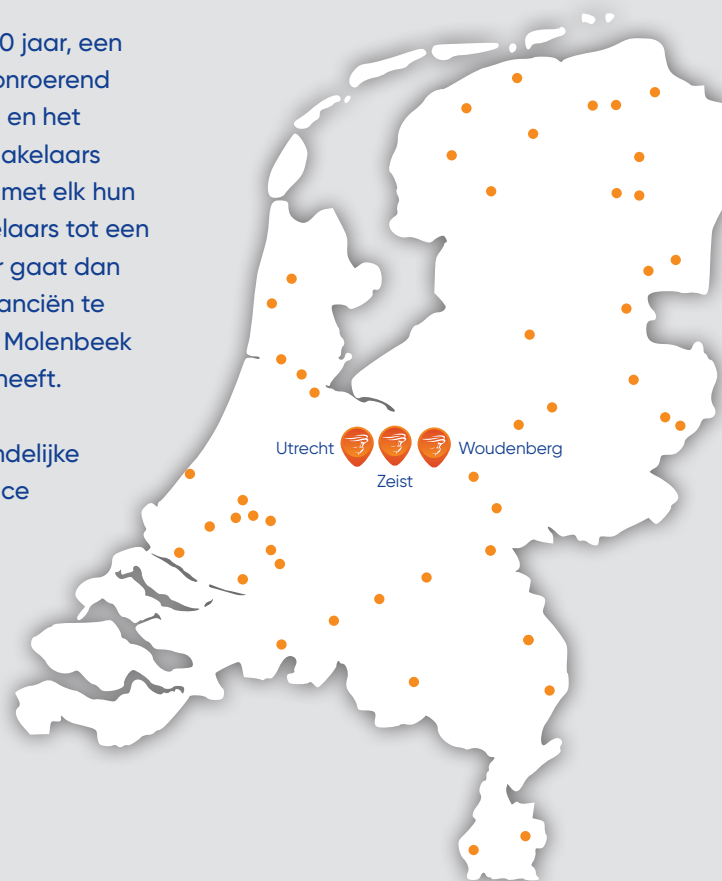 0 jaar, een
onroerend
en het
akelaars
met elk hun
elaars tot een
r gaat dan
anciën te
Molenbeek
heeft.
ndelijke
ce
Utrecht
Woudenberg
Zeist